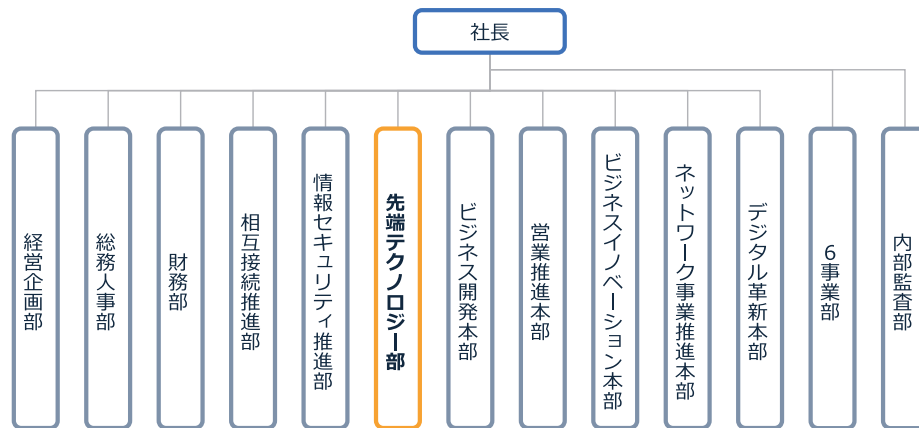 社長
経営企画部
総務人事部
財務部
相互接続推進部
情報セキュリティ推進部
先端テクノロジー部
ビジネス開発本部
営業推進本部
ビジネスイノベーション本部
ネットワーク事業推進本部
デジタル革新本部
6事業部
内部監査部